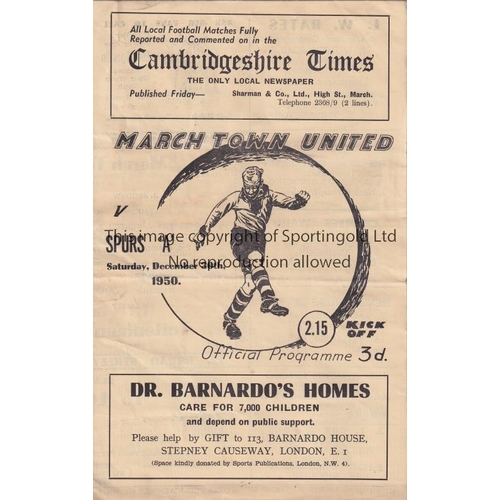 All Local Football Matches Fully
Reported and Commented on in the
Cambridgeshire Times
THE ONLY LOCAL NEWSPAPER
Published Friday— Sharman & Co., Ltd., High St., March.
Telephone 2368/9 (2 lines).
MARCH TOWN UNITED
V
SPURS 'A'
This image is copyright of Sportingold Ltd
No reproduction allowed
Saturday, December 30th,
1950.
2.15 KICK
OFF
Official Programme 3d.
DR. BARNARDO'S HOMES
CARE FOR 7,000 CHILDREN
and depend on public support.
Please help by GIFT to 113, BARNARDO HOUSE,
STEPNEY CAUSEWAY, LONDON, E. 1
(Space kindly donated by Sports Publications, London, N.W. 4).